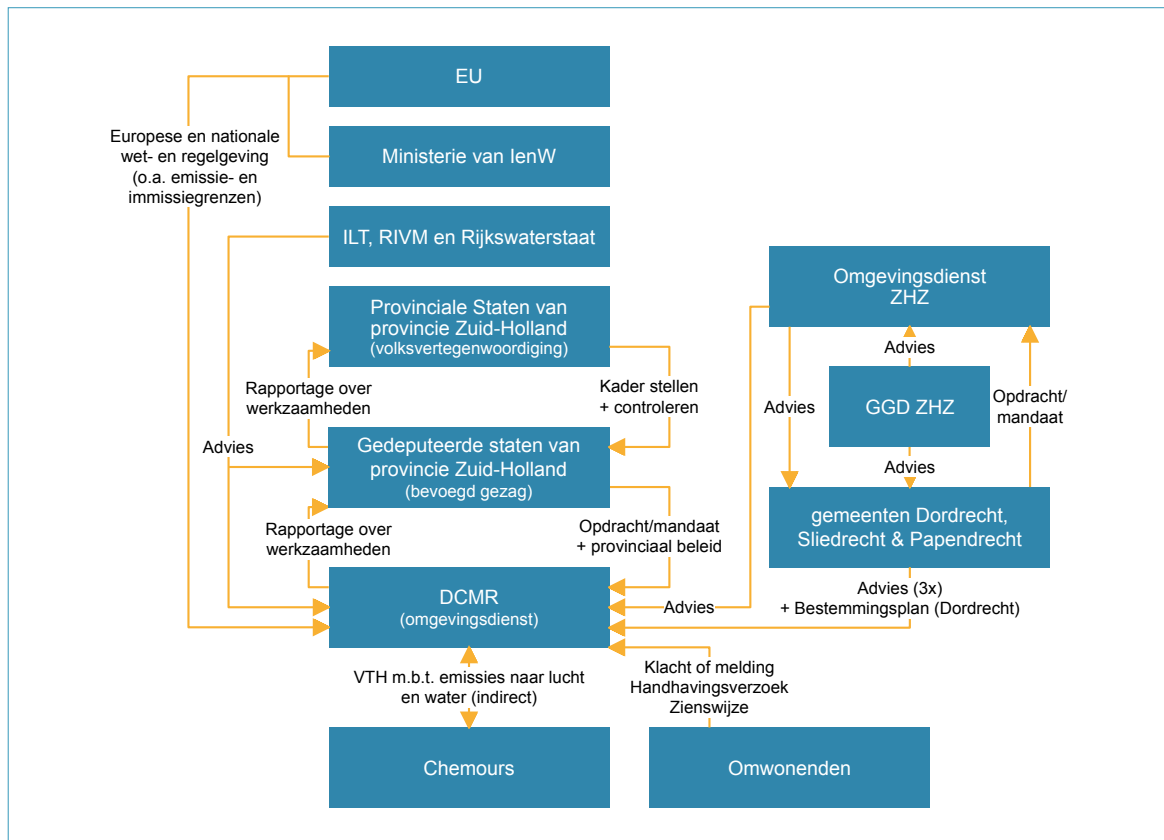 EU
Europese en nationale
wet- en regelgeving
(o.a. emissie- en
immissiegrenzen)
Ministerie van IenW
ILT, RIVM en Rijkswaterstaat
Omgevingsdienst
ZHZ
Provinciale Staten van
provincie Zuid-Holland
(volksvertegenwoordiging)
Rapportage over
werkzaamheden
Kader stellen
+ controleren
Advies
Advies
GGD ZHZ
Opdracht/
mandaat
Advies
Advies
Gedeputeerde staten van
provincie Zuid-Holland
(bevoegd gezag)
gemeenten Dordrecht,
Sliedrecht & Papendrecht
Rapportage over
werkzaamheden
Opdracht/mandaat
+ provinciaal beleid
DCMR
(omgevingsdienst)
Advies
Advies (3x)
+ Bestemmingsplan (Dordrecht)
VTH m.b.t. emissies naar lucht
en water (indirect)
Klacht of melding
Handhavingsverzoek
Zienswijze
Chemours
Omwonenden